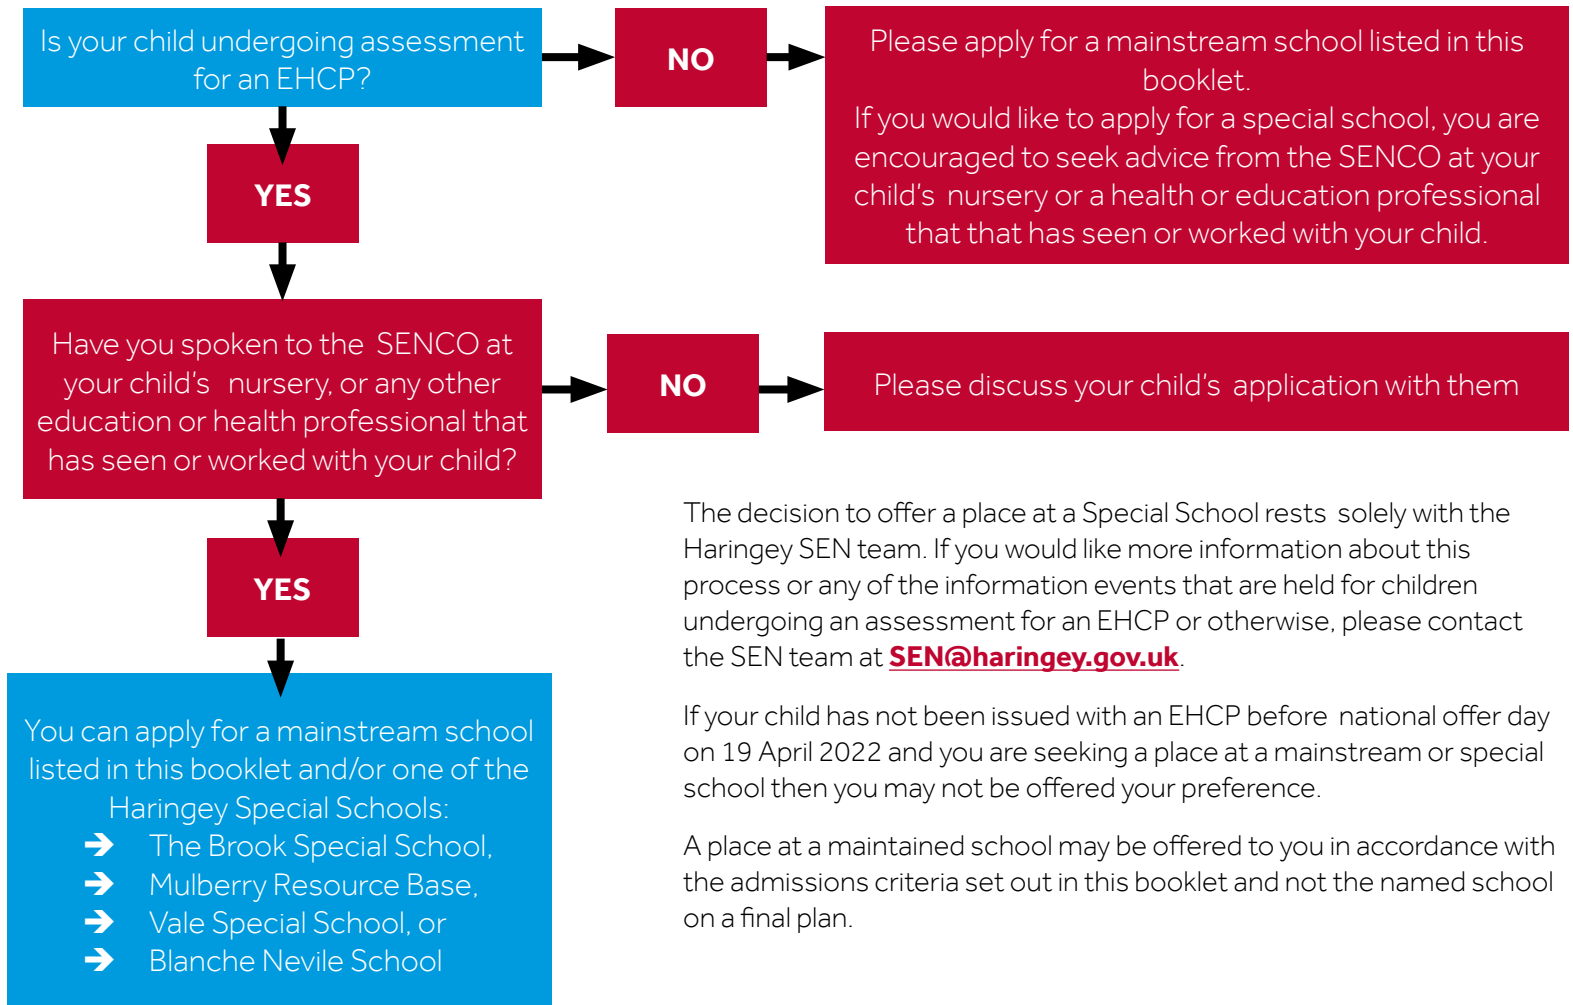 Is your child undergoing assessment
for an EHCP?
NO
Please apply for a mainstream school listed in this
booklet.
If you would like to apply for a special school, you are
encouraged to seek advice from the SENCO at your
child's nursery or a health or education professional
that that has seen or worked with your child.
YES
Have you spoken to the SENCO at
your child's nursery, or any other
education or health professional that
has seen or worked with your child?
NO
Please discuss your child's application with them
YES
You can apply for a mainstream school
listed in this booklet and/or one of the
Haringey Special Schools:
➔ The Brook Special School,
➔ Mulberry Resource Base,
➔ Vale Special School, or
➔ Blanche Nevile School
The decision to offer a place at a Special School rests solely with the
Haringey SEN team. If you would like more information about this
process or any of the information events that are held for children
undergoing an assessment for an EHCP or otherwise, please contact
the SEN team at SEN@haringey.gov.uk.
If your child has not been issued with an EHCP before national offer day
on 19 April 2022 and you are seeking a place at a mainstream or special
school then you may not be offered your preference.
A place at a maintained school may be offered to you in accordance with
the admissions criteria set out in this booklet and not the named school
on a final plan.